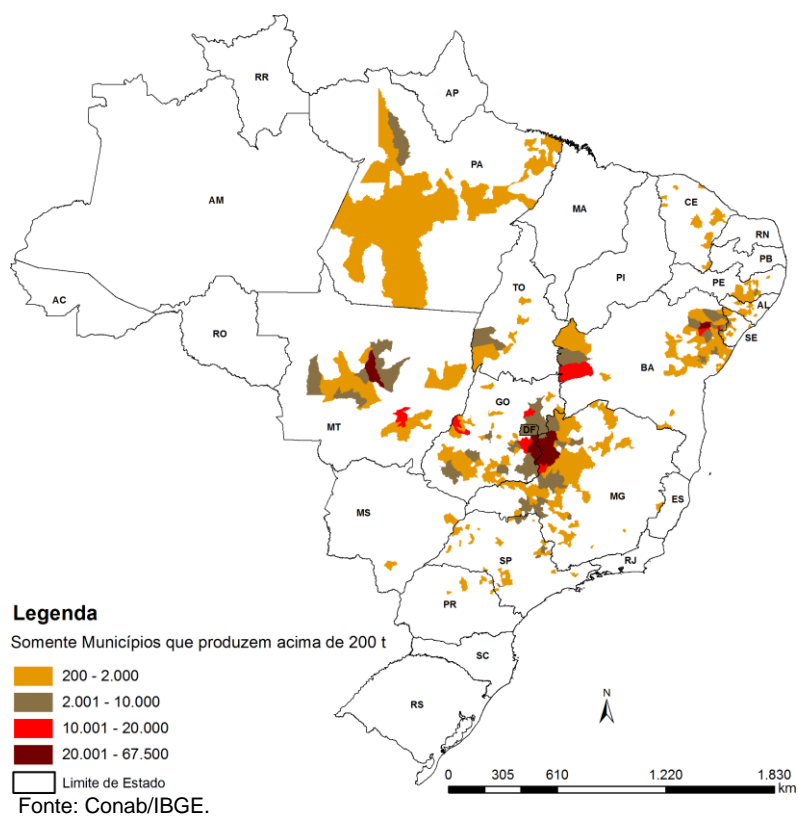 RR
AP
AM
PA
MA
CE
RN
PB
PI
PE
AL
SE
AC
TO
RO
BA
MT
GO
DF
MG
ES
MS
SP
RJ
PR
SC
RS
Legenda
Somente Municípios que produzem acima de 200 t
200 - 2.000
2.001 - 10.000
10.001 - 20.000
20.001 - 67.500
Limite de Estado
Fonte: Conab/IBGE.
N
0 305 610 1.220 1.830
km